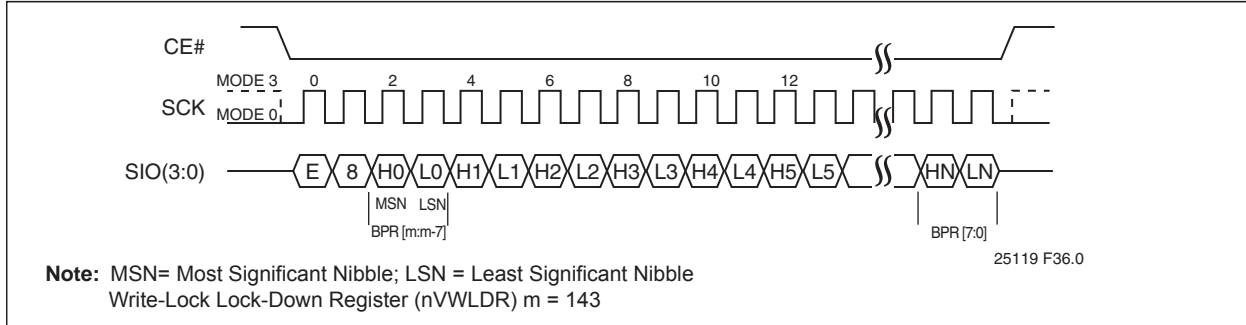 CE#
MODE 3 0 2 4 6 8 10 12
SCK
MODE 0
SIO(3:0) E 8 H0 L0 H1 L1 H2 L2 H3 L3 H4 L4 H5 L5 HN LN
MSN LSN
BPR [m:m-7] BPR [7:0]
25119 F36.0
Note: MSN= Most Significant Nibble; LSN = Least Significant Nibble
Write-Lock Lock-Down Register (nVWLDR) m = 143